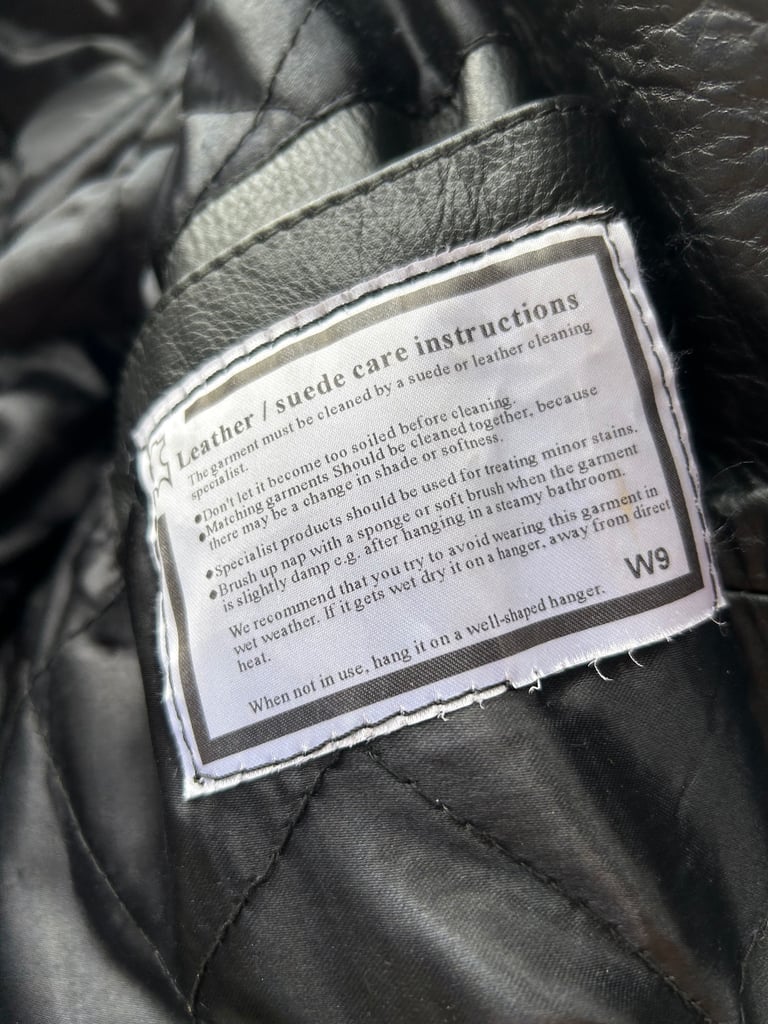 Leather / suede care instructions
The garment must be cleaned by a suede or leather cleaning
specialist.
●Don't let it become too soiled before cleaning.
●Matching garments Should be cleaned together, because
there may be a change in shade or softness.
●Specialist products should be used for treating minor stains.
●Brush up nap with a sponge or soft brush when the garment
is slightly damp e.g. after hanging in a steamy bathroom.
We recommend that you try to avoid wearing this garment in
wet weather. If it gets wet dry it on a hanger, away from direct
heat.
W9
When not in use, hang it on a well-shaped hanger.